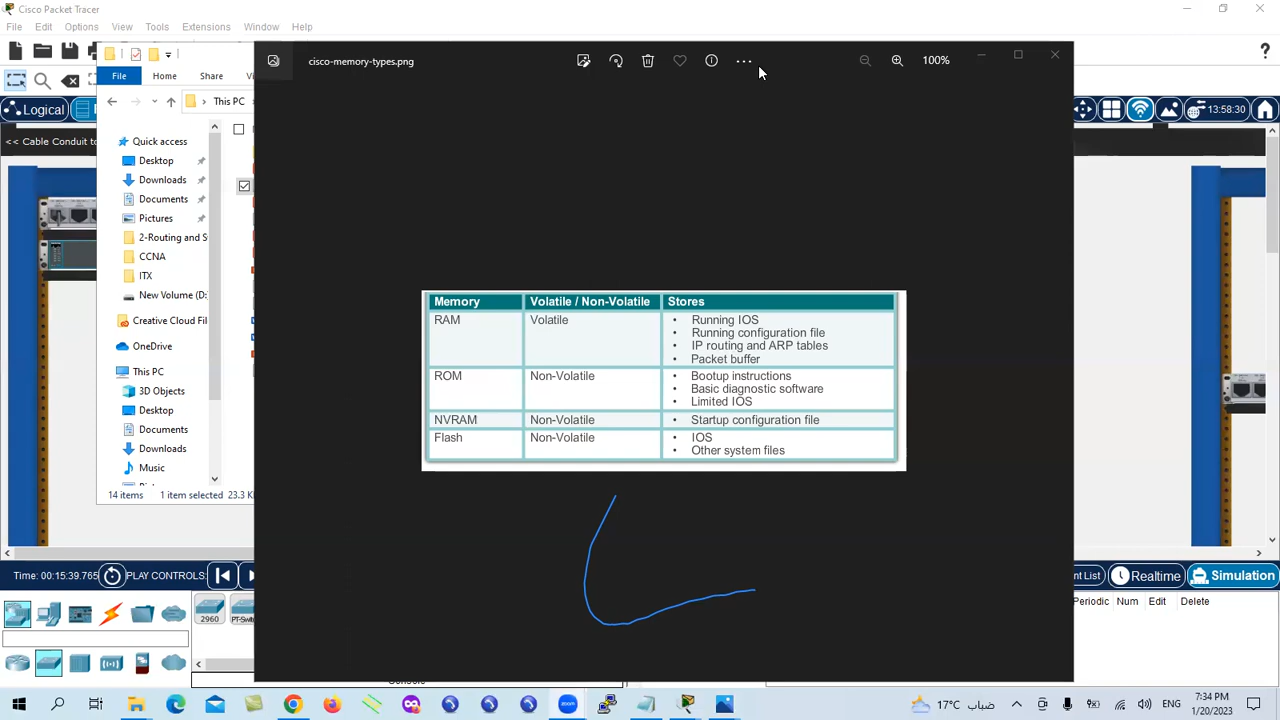 Cisco Packet Tracer
File Edit Options View Tools Extensions Window Help
cisco-memory-types.png
100%
File Home Share
Logical
This PC
13:58:30
<< Cable Conduit to
Quick access
Desktop
Downloads
Documents
Pictures
2-Routing and S
CCNA
ITX
New Volume (D:
Creative Cloud Fil
OneDrive
This PC
3D Objects
Desktop
Documents
Downloads
Music
14 items 1 item selected 23.3 K
Memory Volatile / Non-Volatile Stores
RAM Volatile • Running IOS
• Running configuration file
• IP routing and ARP tables
• Packet buffer
ROM Non-Volatile • Bootup instructions
• Basic diagnostic software
• Limited IOS
NVRAM Non-Volatile • Startup configuration file
Flash Non-Volatile • IOS
• Other system files
Time: 00:15:39.765 PLAY CONTROLS:
nt List Realtime Simulation
2960 PT-Swit
Periodic Num Edit Delete
zoom
17°C ضباب ENG 7:34 PM
1/20/2023